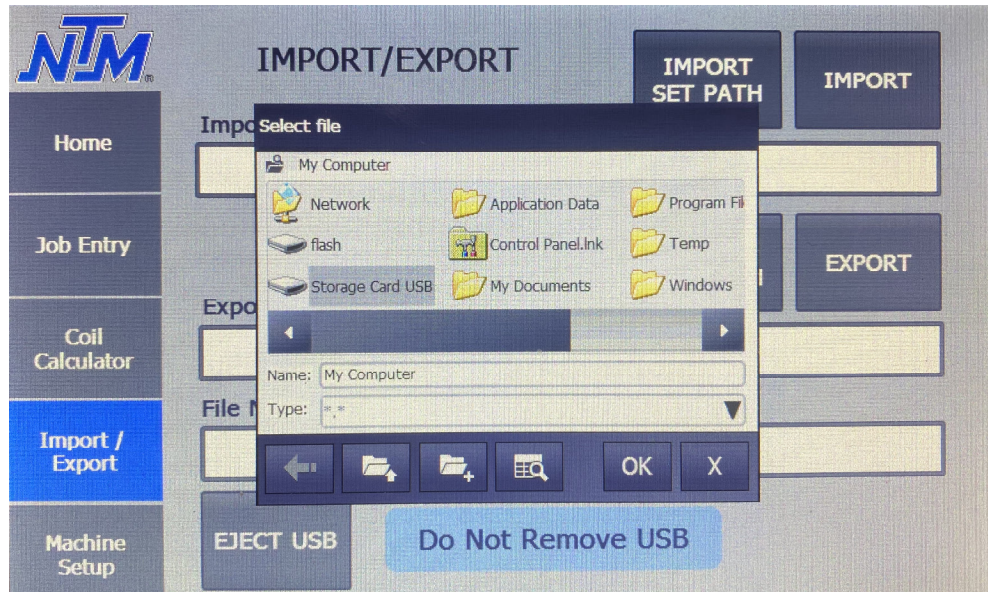 NTM®
IMPORT/EXPORT
IMPORT
SET PATH
IMPORT
Home
Select file
My Computer
Network
Application Data
Program
Job Entry
flash
Control Panel.lnk
Temp
EXPORT
Storage Card USB
My Documents
Windows
Coil
Calculator
Name: My Computer
File
Type: *.*
Import /
Export
OK
X
Machine
Setup
EJECT USB
Do Not Remove USB